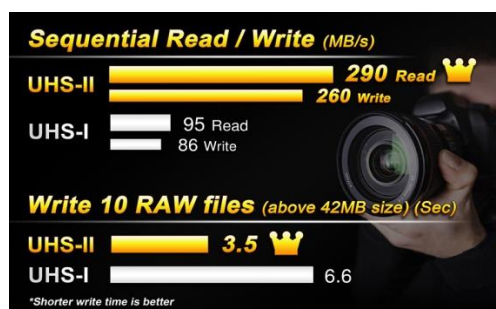 Sequential Read / Write (MB/s)
UHS-II
290 Read
260 Write
UHS-I
95 Read
86 Write
Write 10 RAW files (above 42MB size) (Sec)
UHS-II 3.5
UHS-I 6.6
*Shorter write time is better